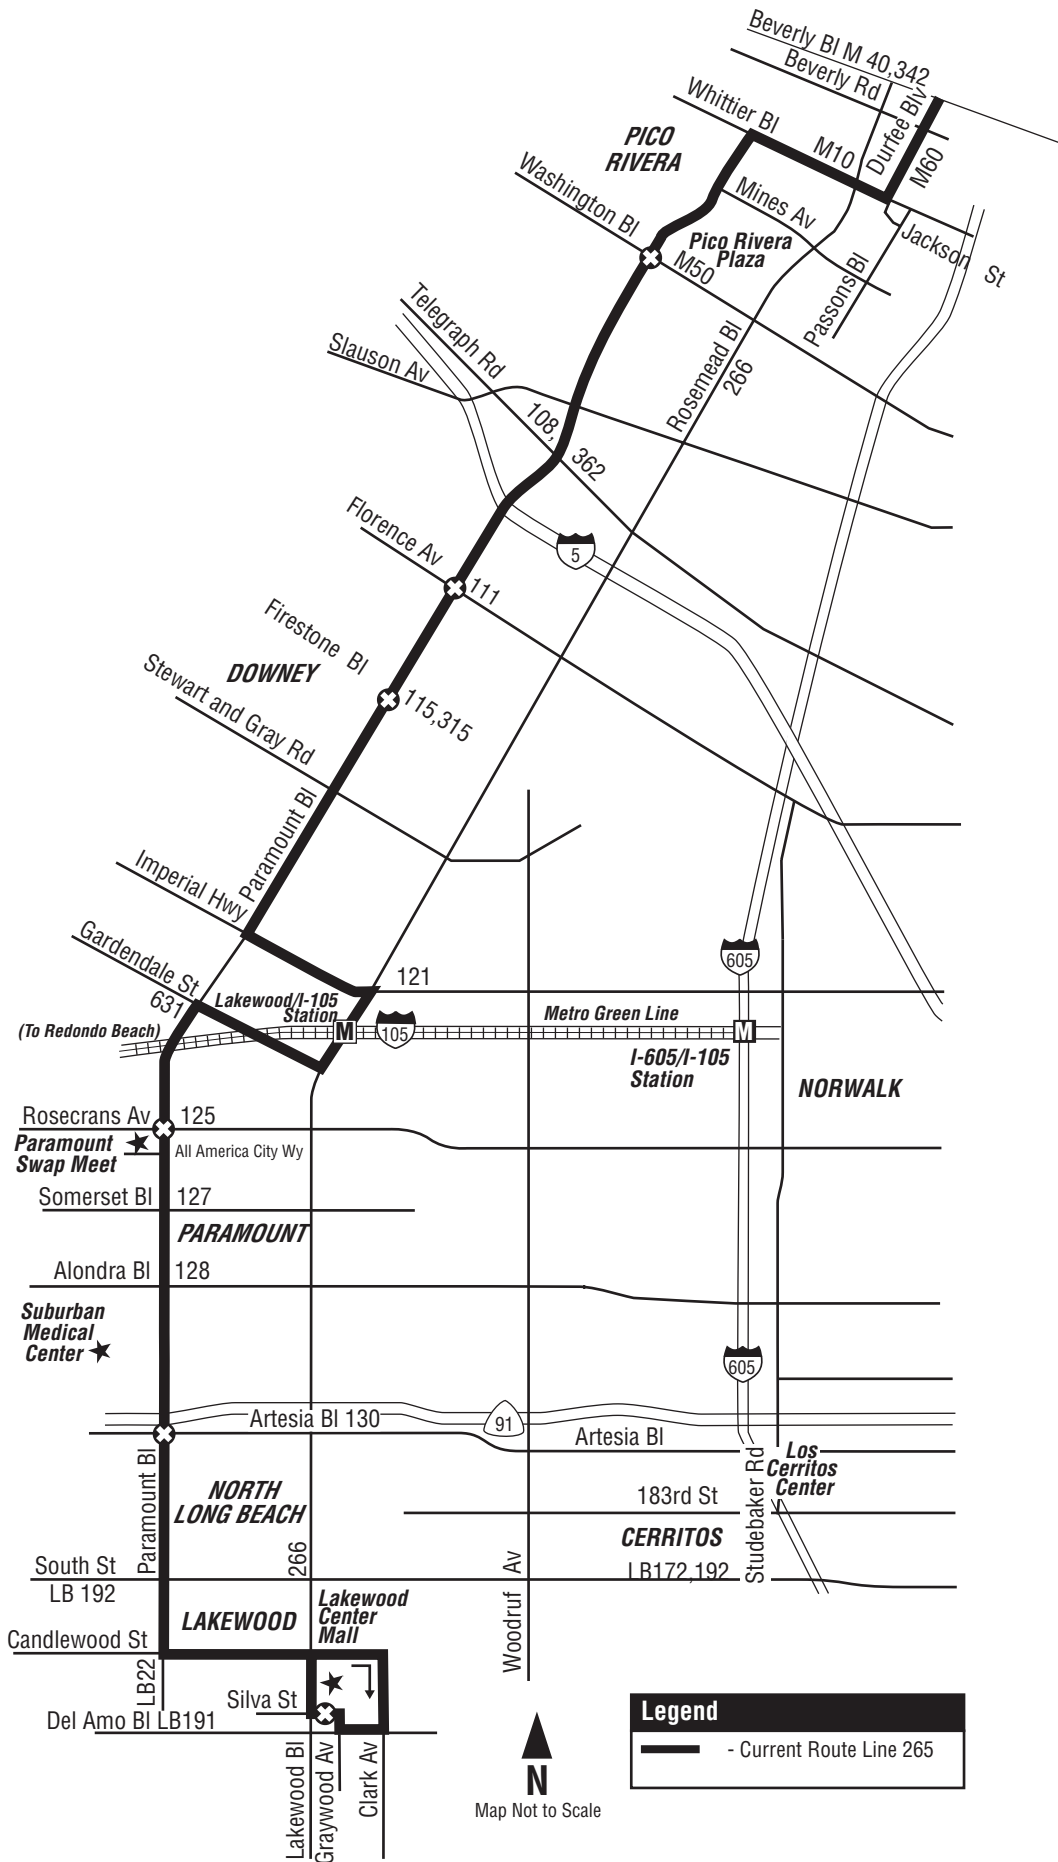 Beverly Bl M 40,342
Beverly Rd
Durfee Blv
Whittier Bl
M10
M60
PICO
RIVERA
Washington Bl
Mines Av
Pico Rivera
Plaza
M50
Jackson St
Passons Bl
Telegraph Rd
Slauson Av
Rosemead Bl
266
108,
362
Florence Av
5
111
Firestone Bl
DOWNEY
115,315
Stewart and Gray Rd
Paramount Bl
Imperial Hwy
Gardendale St
631
121
605
Lakewood/I-105
Station
(To Redondo Beach)
M
105
Metro Green Line
M
I-605/I-105
Station
NORWALK
Rosecrans Av
125
Paramount
Swap Meet
All America City Wy
Somerset Bl
127
PARAMOUNT
Alondra Bl
128
Suburban
Medical
Center
605
Artesia Bl 130
91
Artesia Bl
Paramount Bl
Los
Cerritos
Center
Studebaker Rd
NORTH
LONG BEACH
183rd St
CERRITOS
South St
LB 192
266
LB172,192
Woodruf Av
LAKEWOOD
Lakewood
Center
Mall
Candlewood St
LB22
Silva St
Del Amo Bl LB191
Lakewood Bl
Graywood Av
Clark Av
N
Map Not to Scale
Legend
- Current Route Line 265